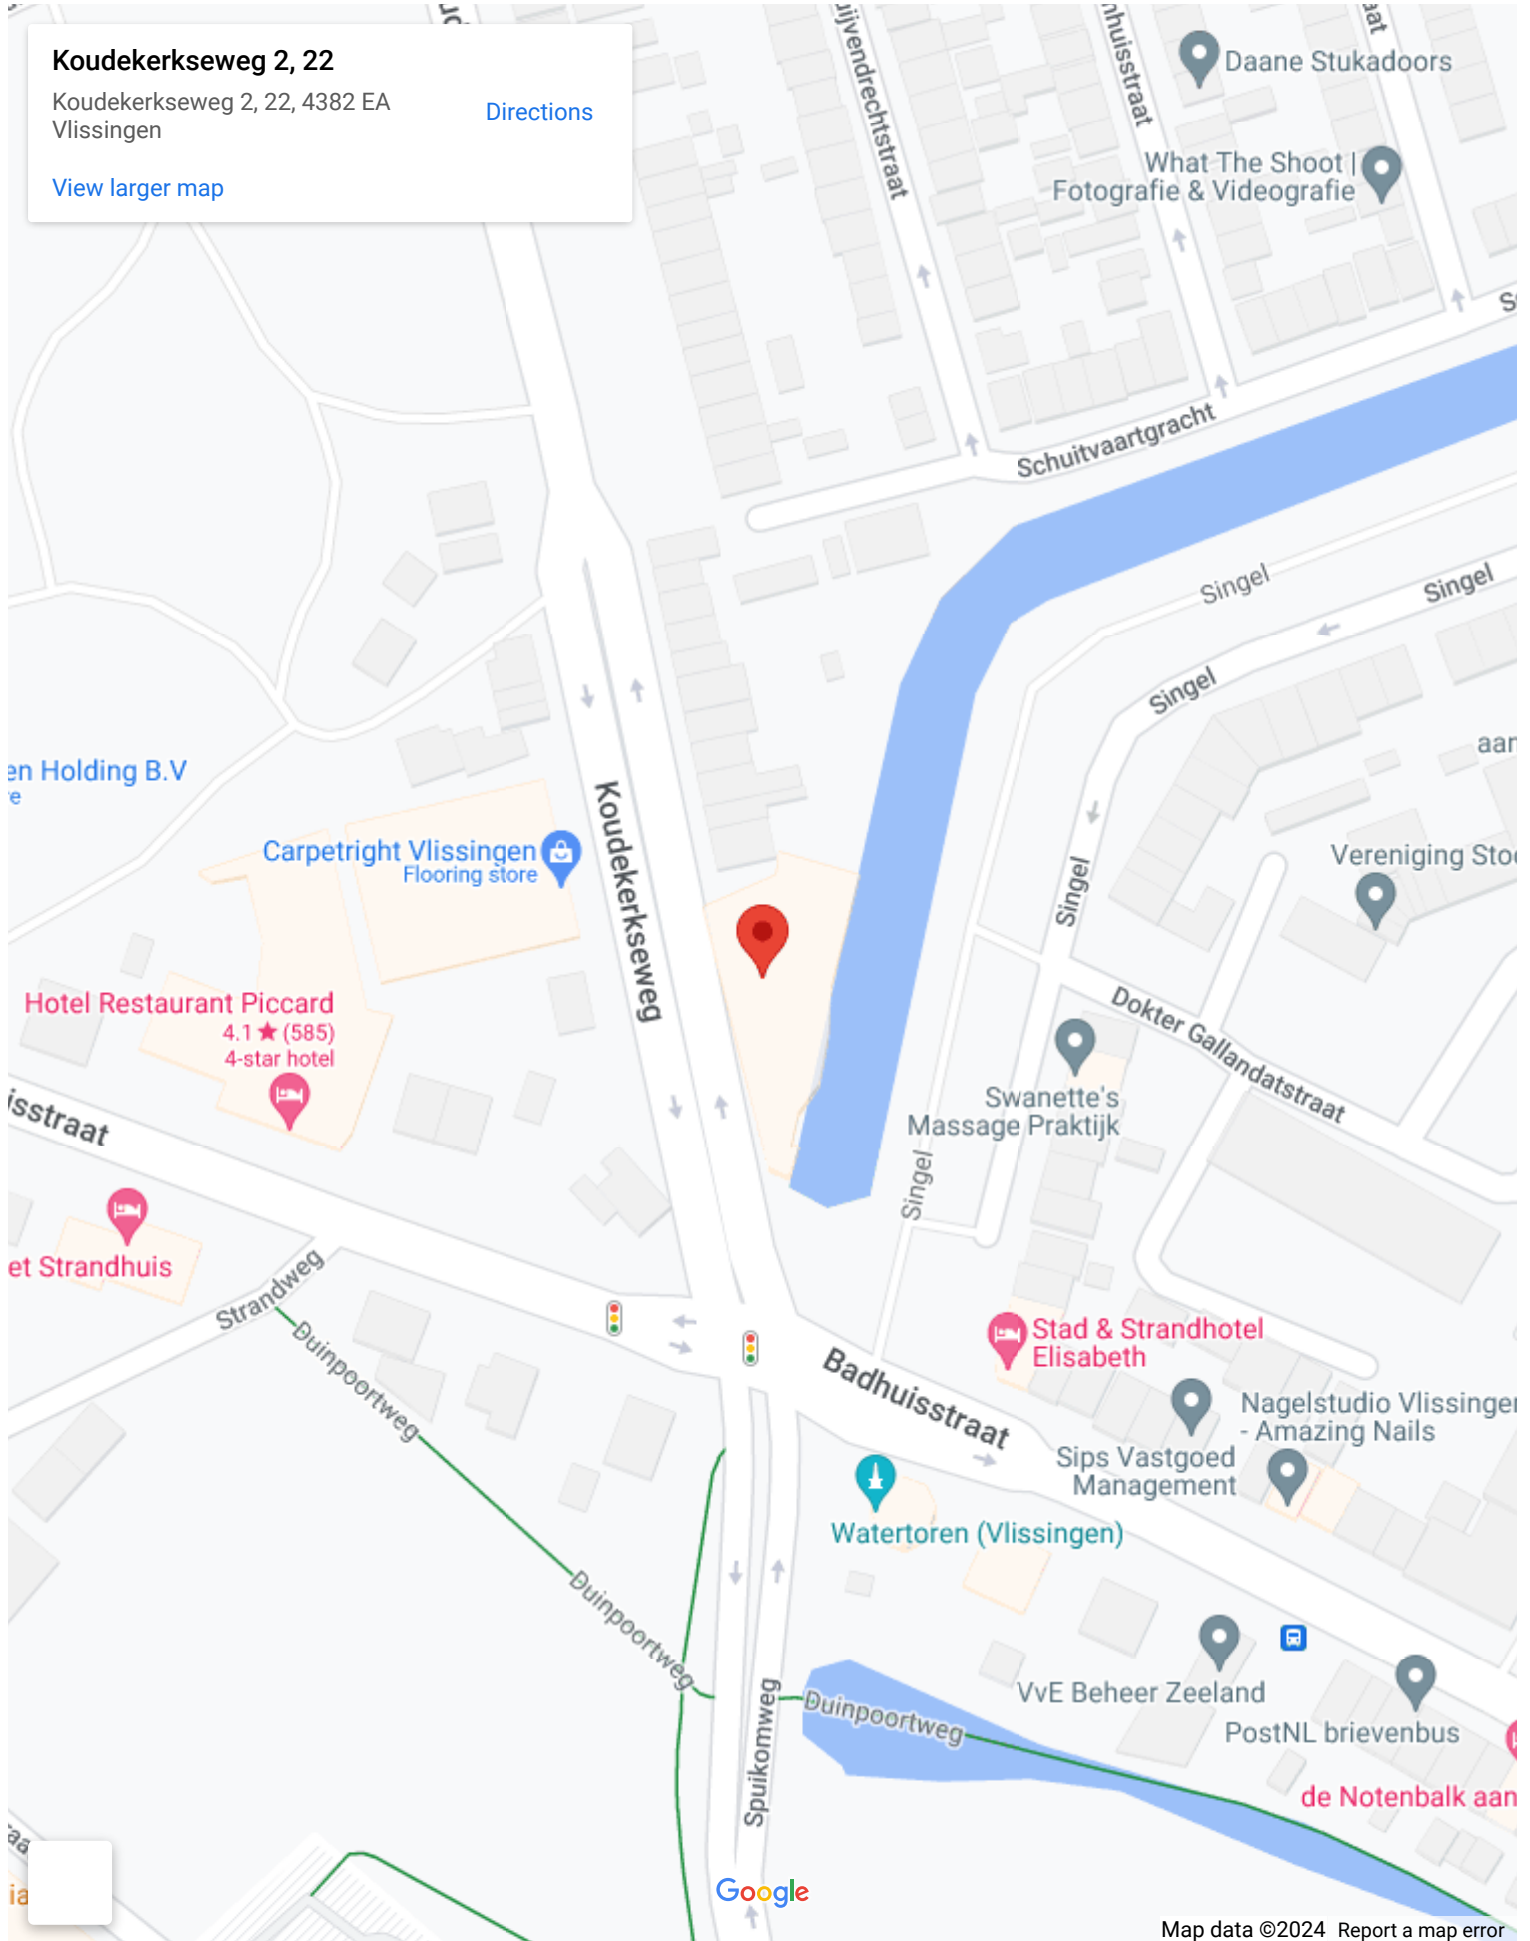 Koudekerkseweg 2, 22
Koudekerkseweg 2, 22, 4382 EA
Vlissingen
Directions
View larger map
Daane Stukadoors
What The Shoot |
Fotografie & Videografie
Schuitvaartgracht
Singel
Singel
Singel
en Holding B.V
Carpetright Vlissingen
Flooring store
Koudekerkseweg
Singel
Vereniging Stoe
Hotel Restaurant Piccard
4.1 ★ (585)
4-star hotel
Dokter Gallandatstraat
Swanette's
Massage Praktijk
isstraat
Singel
et Strandhuis
Strandweg
Duinpoortweg
Stad & Strandhotel
Elisabeth
Badhuisstraat
Nagelstudio Vlissingen
- Amazing Nails
Sips Vastgoed
Management
Watertoren (Vlissingen)
Duinpoortweg
VvE Beheer Zeeland
Duinpoortweg
PostNL brievenbus
Spuikomweg
de Notenbalk aan
Google
Map data ©2024 Report a map error